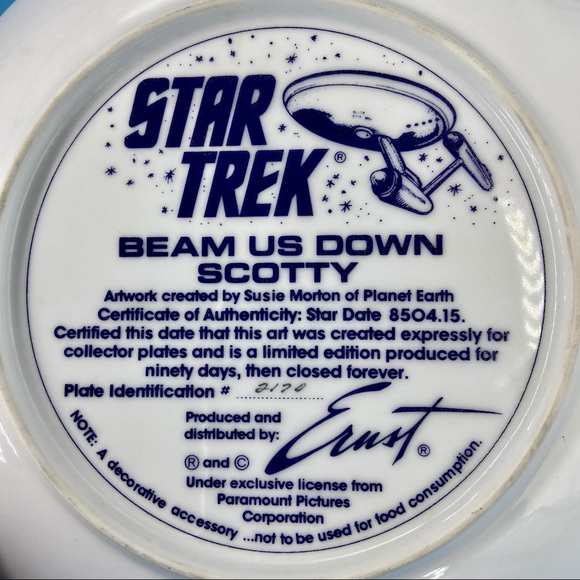 STAR
TREK®
BEAM US DOWN
SCOTTY
Artwork created by Susie Morton of Planet Earth
Certificate of Authenticity: Star Date 8504.15.
Certified this date that this art was created expressly for
collector plates and is a limited edition produced for
ninety days, then closed forever.
Plate Identification # 2170
Produced and
distributed by:
Ernst®
® and ©
Under exclusive license from
Paramount Pictures
Corporation
NOTE: A decorative accessory ...not to be used for food consumption.